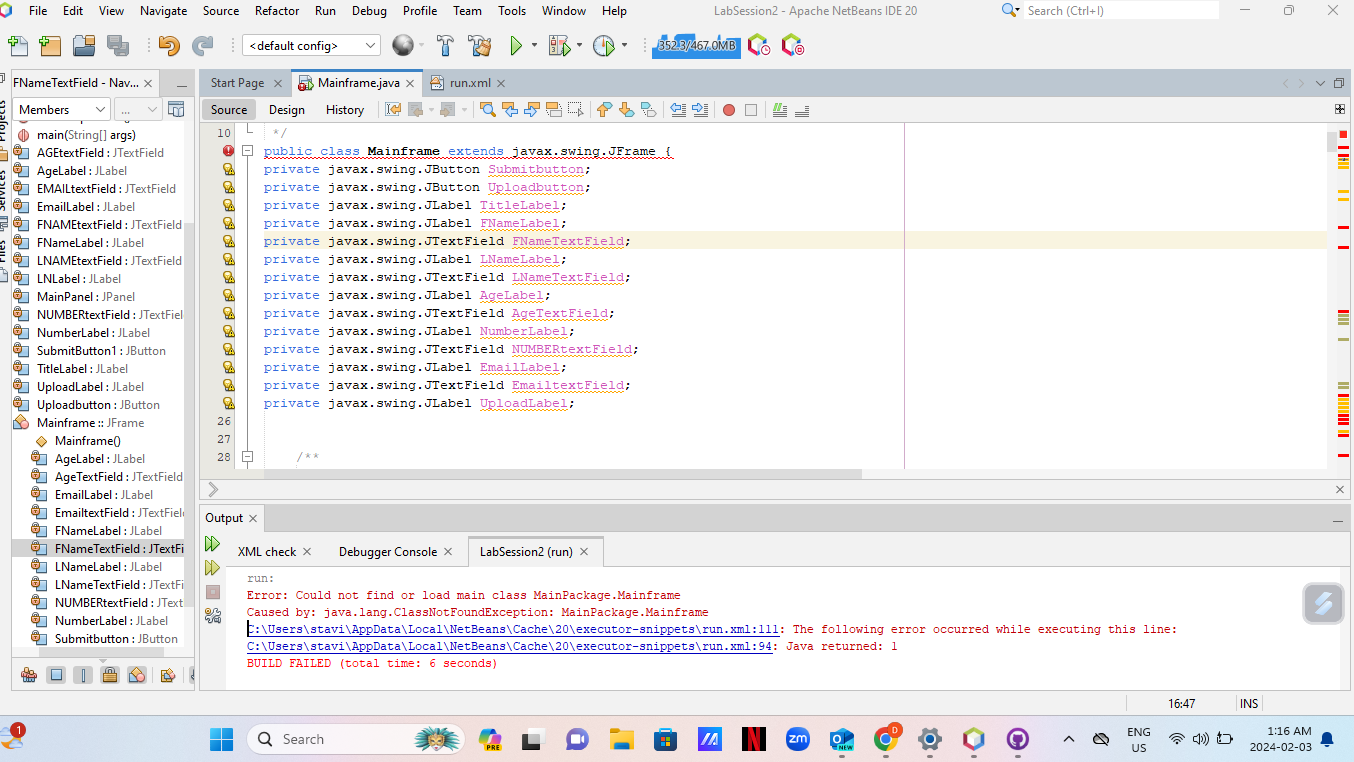 File Edit View Navigate Source Refactor Run Debug Profile Team Tools Window Help
LabSession2 - Apache NetBeans IDE 20
Search (Ctrl+I)
<default config>
352.3/467.0MB
FNameTextField - Nav...
Start Page
Mainframe.java
run.xml
Members
...
Source Design History
Projects
Services
Files
main(String[] args)
AGEtextField : JTextField
AgeLabel : JLabel
EMAILtextField : JTextField
EmailLabel : JLabel
FNAMEtextField : JTextField
FNameLabel : JLabel
LNAMEtextField : JTextField
LNLabel : JLabel
MainPanel : JPanel
NUMBERtextField : JTextFiel
NumberLabel : JLabel
SubmitButton1 : JButton
TitleLabel : JLabel
UploadLabel : JLabel
Uploadbutton : JButton
Mainframe :: JFrame
Mainframe()
AgeLabel : JLabel
AgeTextField : JTextField
EmailLabel : JLabel
EmailtextField : JTextField
FNameLabel : JLabel
FNameTextField : JTextFi
LNameLabel : JLabel
LNameTextField : JTextFi
NUMBERtextField : JText
NumberLabel : JLabel
Submitbutton : JButton
10 */
public class Mainframe extends javax.swing.JFrame {
private javax.swing.JButton Submitbutton;
private javax.swing.JButton Uploadbutton;
private javax.swing.JLabel TitleLabel;
private javax.swing.JLabel FNameLabel;
private javax.swing.JTextField FNameTextField;
private javax.swing.JLabel LNameLabel;
private javax.swing.JTextField LNameTextField;
private javax.swing.JLabel AgeLabel;
private javax.swing.JTextField AgeTextField;
private javax.swing.JLabel NumberLabel;
private javax.swing.JTextField NUMBERtextField;
private javax.swing.JLabel EmailLabel;
private javax.swing.JTextField EmailtextField;
private javax.swing.JLabel UploadLabel;
26
27
28 /**
Output
XML check
Debugger Console
LabSession2 (run)
run:
Error: Could not find or load main class MainPackage.Mainframe
Caused by: java.lang.ClassNotFoundException: MainPackage.Mainframe
C:\Users\stavi\AppData\Local\NetBeans\Cache\20\executor-snippets\run.xml:111: The following error occurred while executing this line:
C:\Users\stavi\AppData\Local\NetBeans\Cache\20\executor-snippets\run.xml:94: Java returned: 1
BUILD FAILED (total time: 6 seconds)
16:47
INS
1
Search
PRE
zm
NEW
D
ENG
US
1:16 AM
2024-02-03